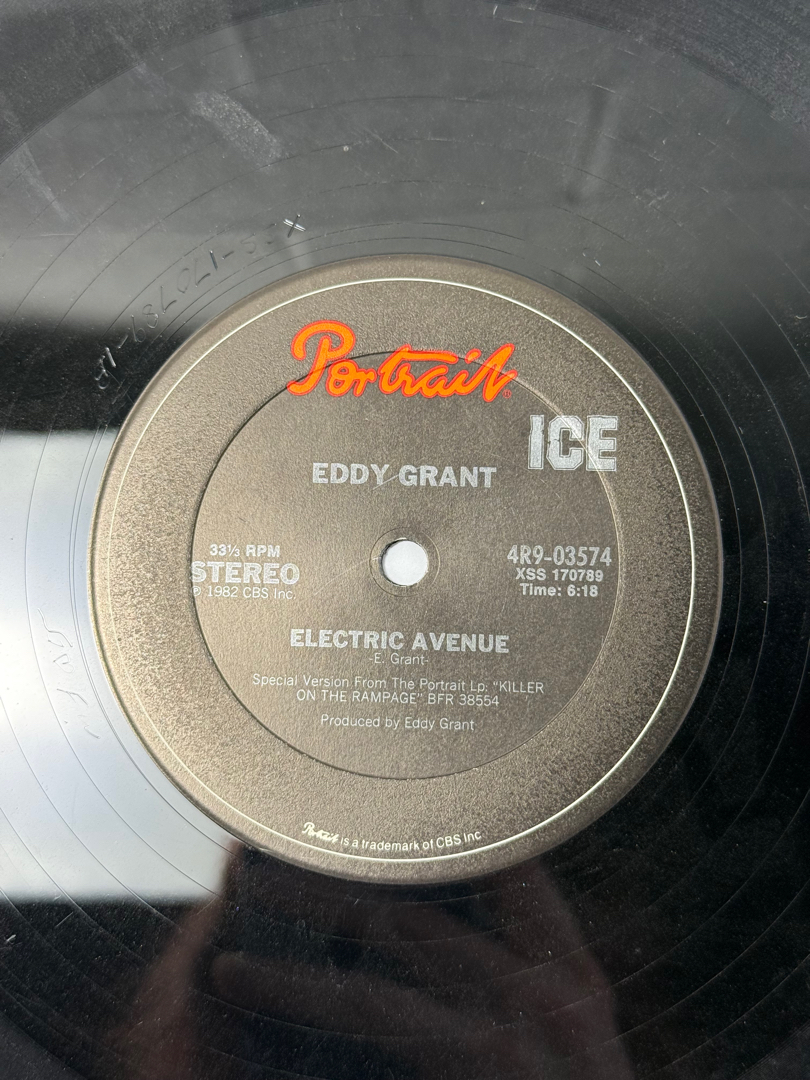 Portrait
ICE
EDDY GRANT
33⅓ RPM
STEREO
℗ 1982 CBS Inc.
4R9-03574
XSS 170789
Time: 6:18
ELECTRIC AVENUE
-E. Grant-
Special Version From The Portrait Lp: "KILLER
ON THE RAMPAGE" BFR 38554
Produced by Eddy Grant
Portrait is a trademark of CBS Inc